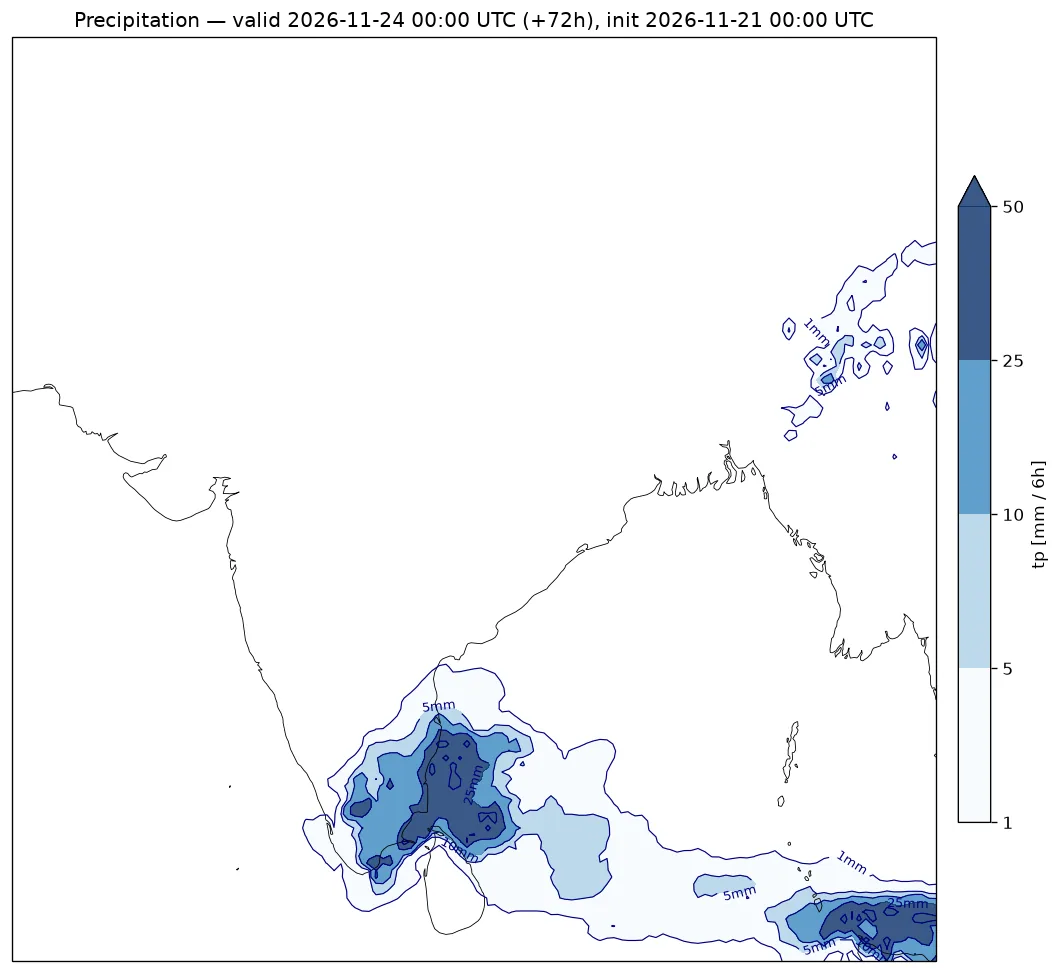 Precipitation — valid 2026-11-24 00:00 UTC (+72h), init 2026-11-21 00:00 UTC
50
25
10
5
1
tp [mm / 6h]
1mm
5mm
5mm
25mm
10mm
1mm
5mm
25mm
5mm
10mm